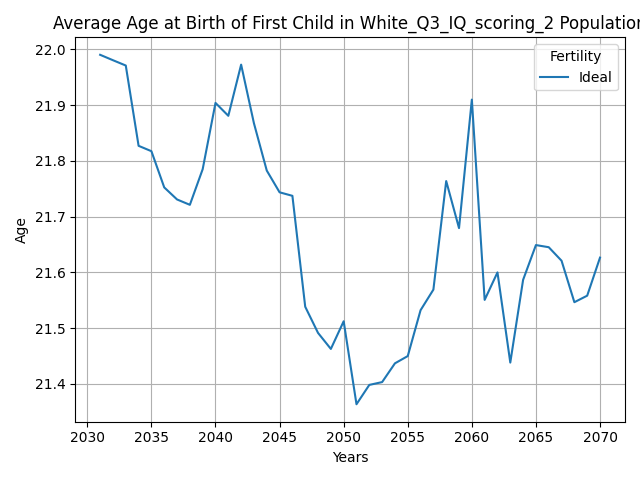 Average Age at Birth of First Child in White_Q3_IQ_scoring_2 Population
Fertility
Ideal
22.0
21.9
21.8
21.7
21.6
21.5
21.4
Age
2030 2035 2040 2045 2050 2055 2060 2065 2070
Years